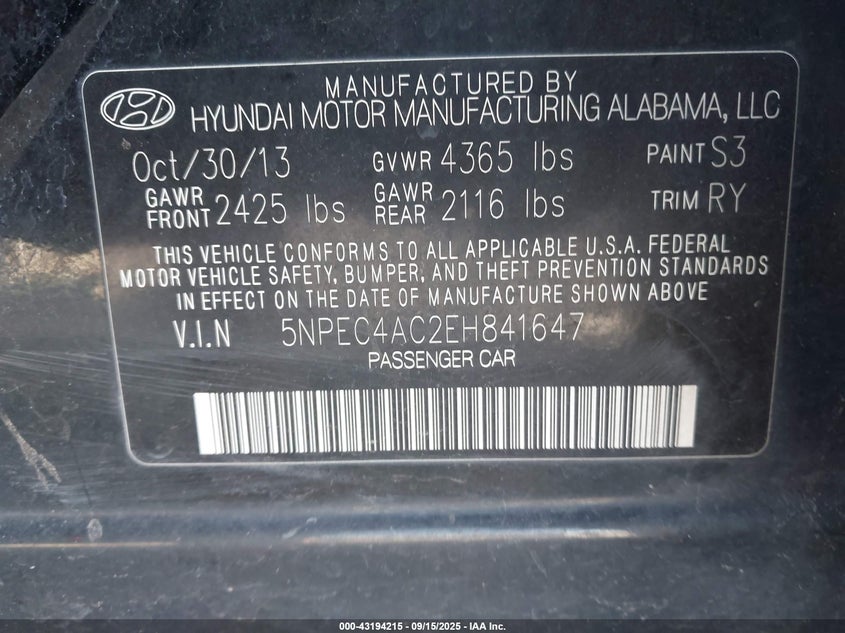 MANUFACTURED BY
HYUNDAI MOTOR MANUFACTURING ALABAMA, LLC
Oct/30/13 GVWR 4365 lbs PAINT S3
GAWR FRONT 2425 lbs GAWR REAR 2116 lbs TRIM RY
THIS VEHICLE CONFORMS TO ALL APPLICABLE U.S.A. FEDERAL
MOTOR VEHICLE SAFETY, BUMPER, AND THEFT PREVENTION STANDARDS
IN EFFECT ON THE DATE OF MANUFACTURE SHOWN ABOVE
V.I.N 5NPEC4AC2EH841647
PASSENGER CAR
000-43194215 - 09/15/2025 - IAA Inc.